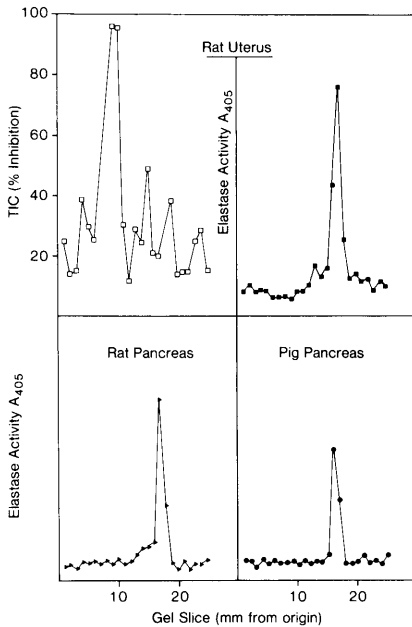 100
80
60
40
20
TIC (% Inhibition)
Rat Uterus
Elastase Activity A405
Rat Pancreas
Pig Pancreas
Elastase Activity A405
10
20
10
20
Gel Slice (mm from origin)